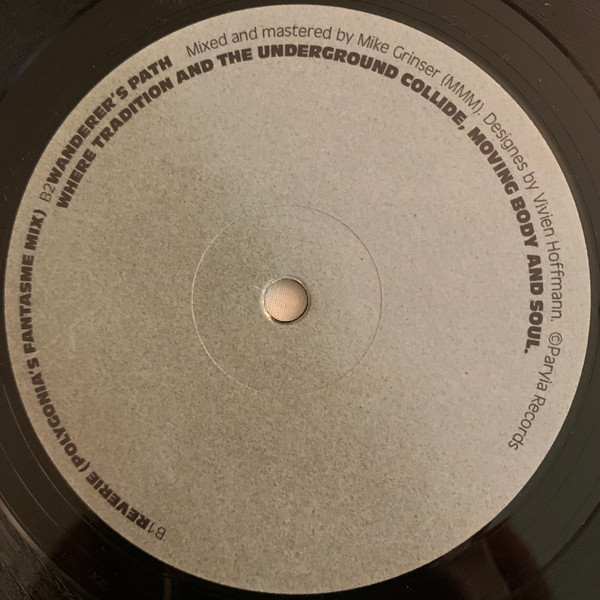 B1 REVERIE (POLYGONIA'S FANTASME MIX) B2 WANDERER'S PATH Mixed and mastered by Mike Grinser (MMM). Designes by Vivien Hoffmann. ©Parvia Records
WHERE TRADITION AND THE UNDERGROUND COLLIDE, MOVING BODY AND SOUL.